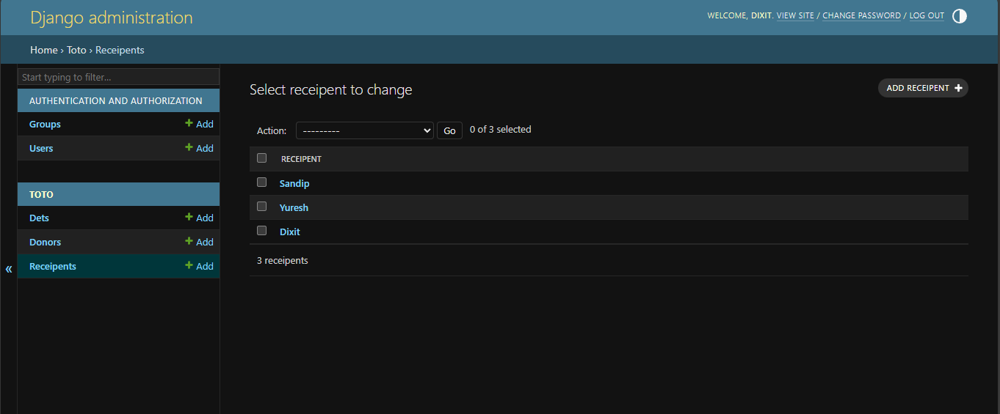 Django administration
WELCOME, DIXIT. VIEW SITE / CHANGE PASSWORD / LOG OUT
Home › Toto › Receipents
Start typing to filter...
AUTHENTICATION AND AUTHORIZATION
Groups + Add
Users + Add
TOTO
Dets + Add
Donors + Add
Receipents + Add
«
Select receipent to change
ADD RECEIPENT +
Action: --------- Go 0 of 3 selected
RECEIPENT
Sandip
Yuresh
Dixit
3 receipents